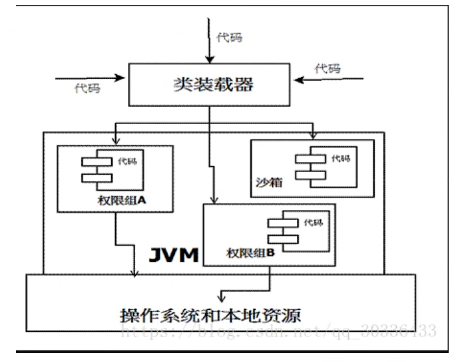 代码
代码
代码
类装载器
代码
权限组A
代码
沙箱
代码
权限组B
JVM
操作系统和本地资源
https://blog.csdn.net/qq_30336433